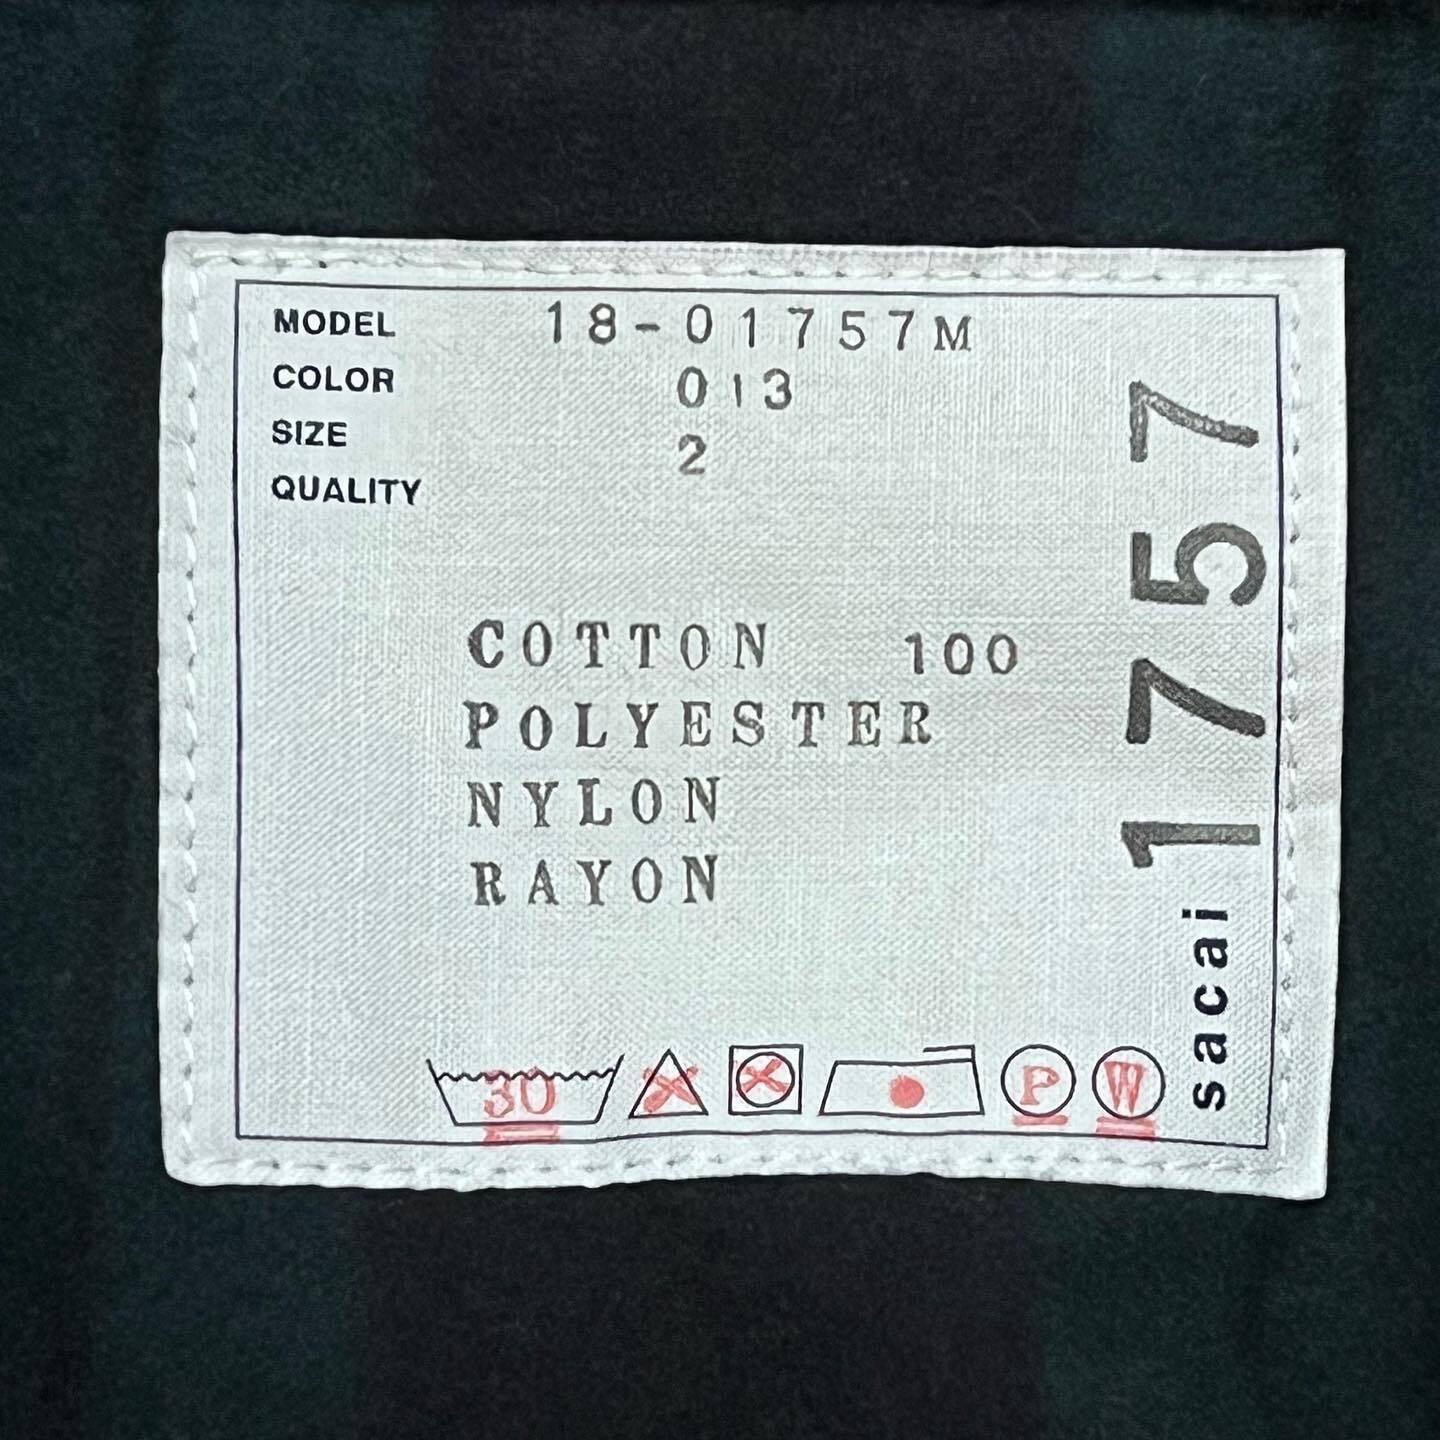 MODEL 18-01757M
COLOR 013
SIZE 2
QUALITY
COTTON 100
POLYESTER
NYLON
RAYON
30 P W
sacai 1757